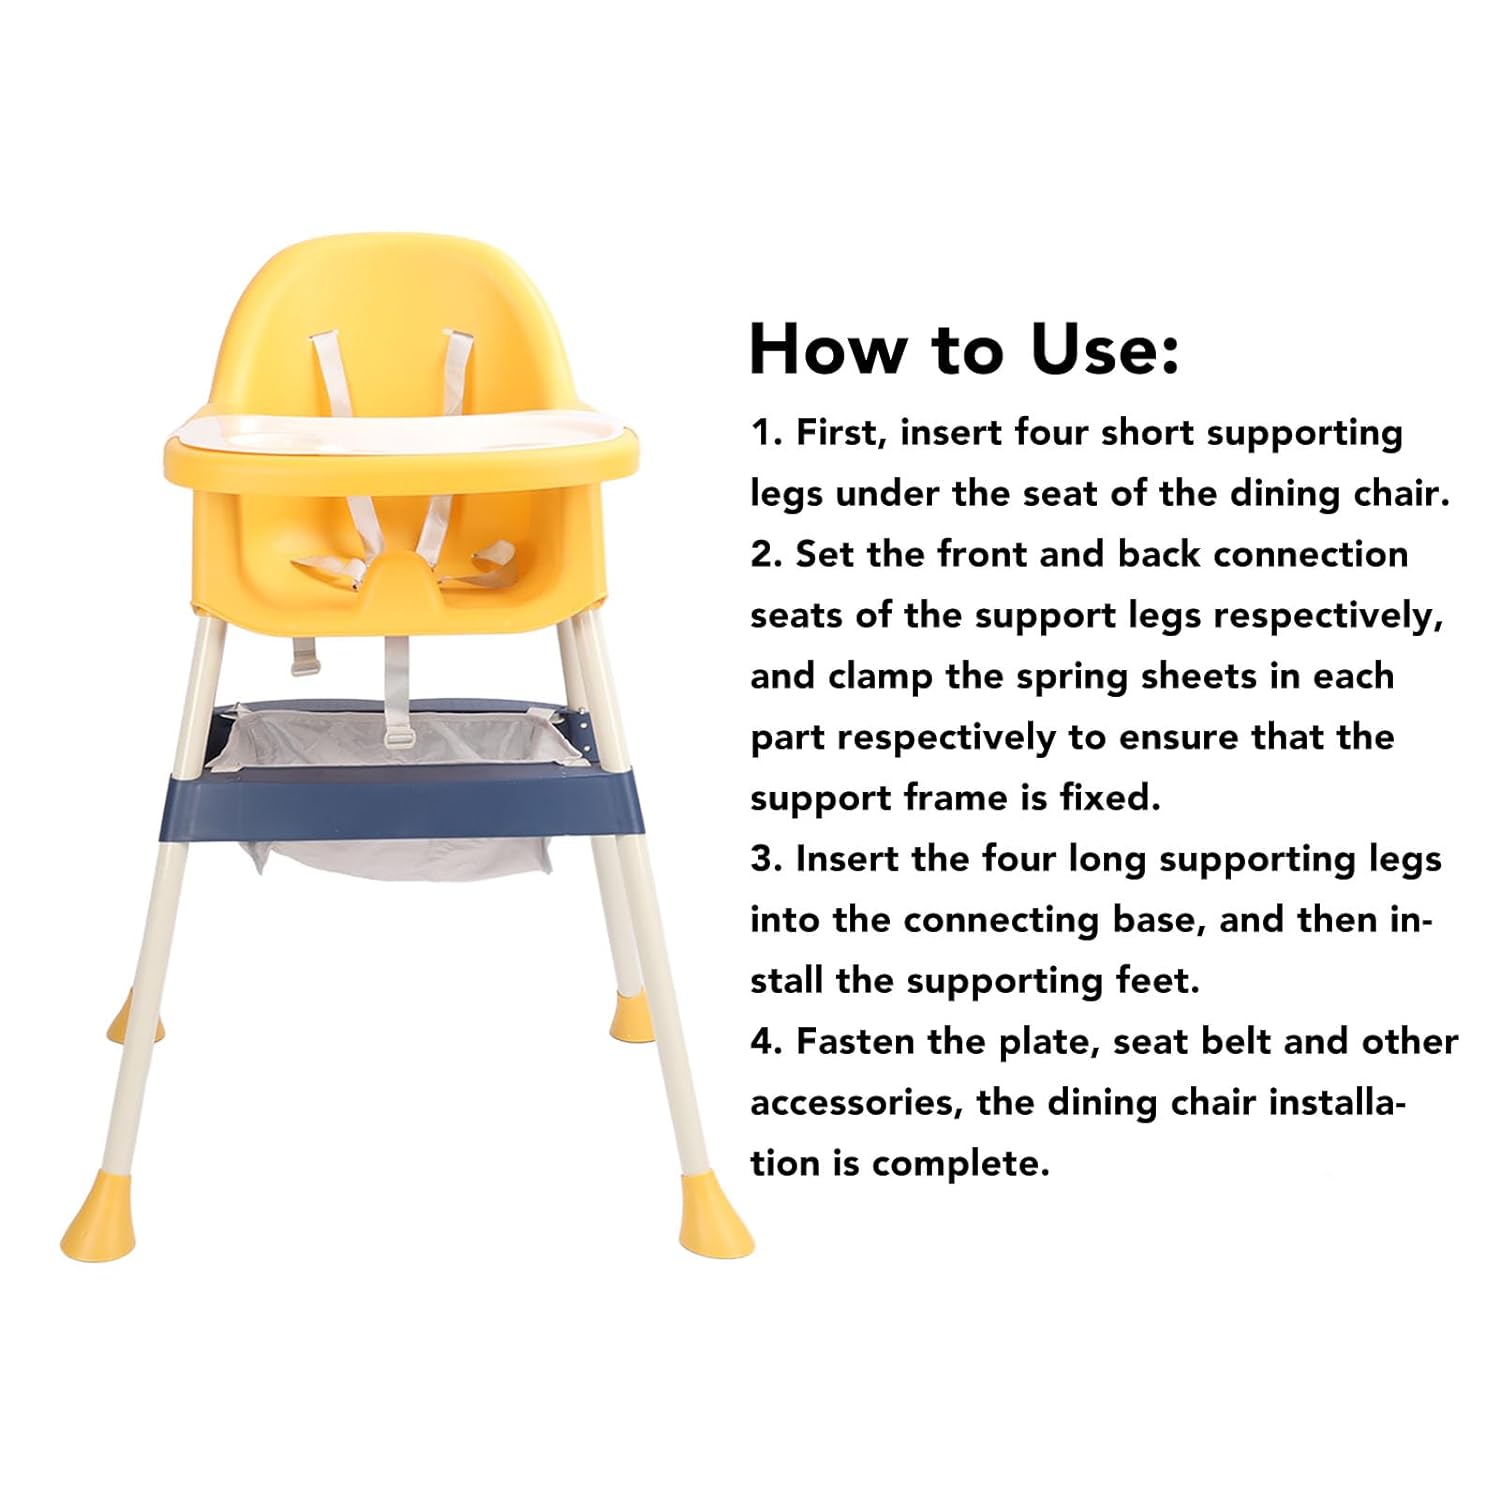 How to Use:
1. First, insert four short supporting
legs under the seat of the dining chair.
2. Set the front and back connection
seats of the support legs respectively,
and clamp the spring sheets in each
part respectively to ensure that the
support frame is fixed.
3. Insert the four long supporting legs
into the connecting base, and then in-
stall the supporting feet.
4. Fasten the plate, seat belt and other
accessories, the dining chair installa-
tion is complete.